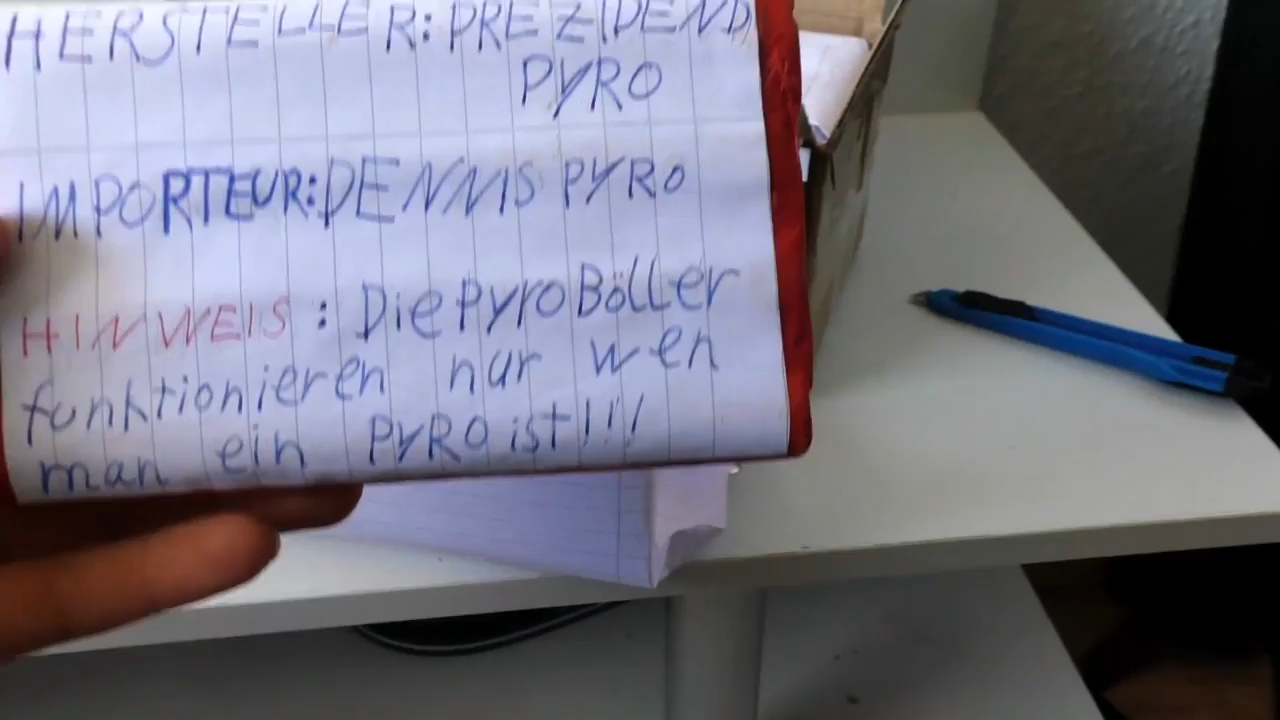 HERSTELLER: PREZIDEND
PYRO
IMPORTEUR: DENNIS PYRO
HINWEIS: Die Pyro Böller
funktionieren nur wen
man ein PYRO ist!!!